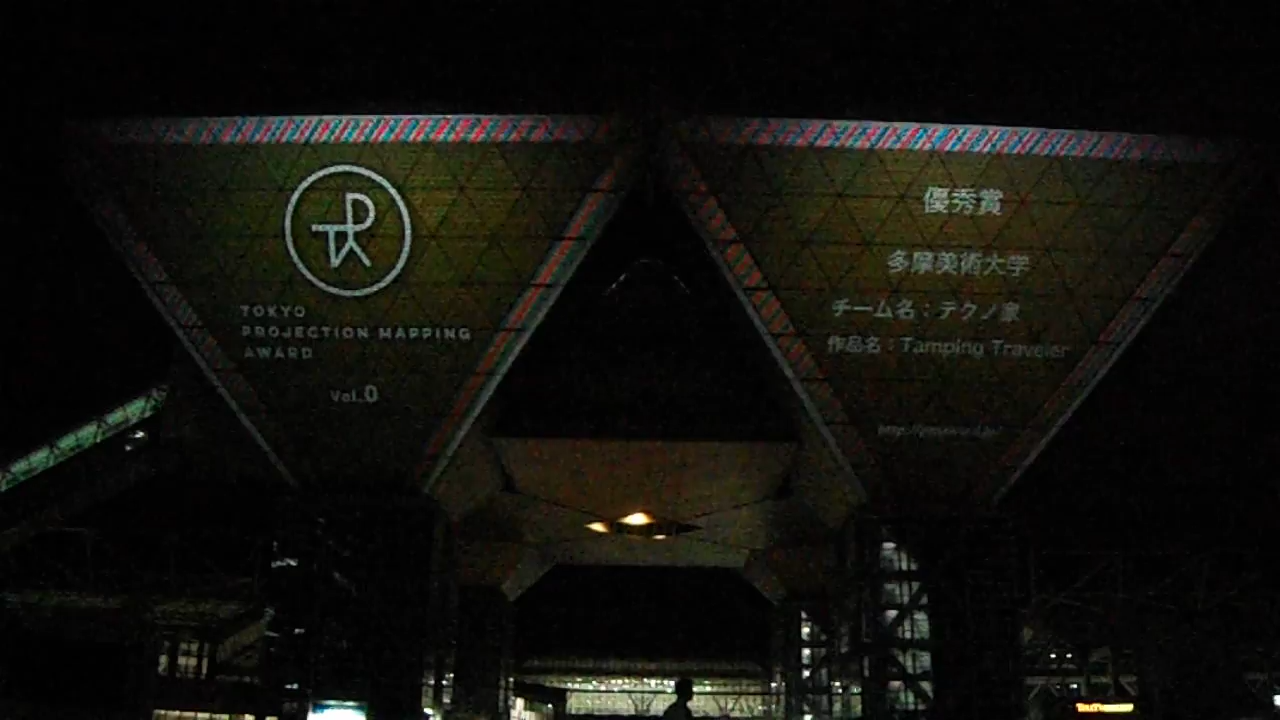 TOKYO
PROJECTION MAPPING
AWARD
Vol.0
優秀賞
多摩美術大学
チーム名：テクノ家
作品名：Tamping Traveler